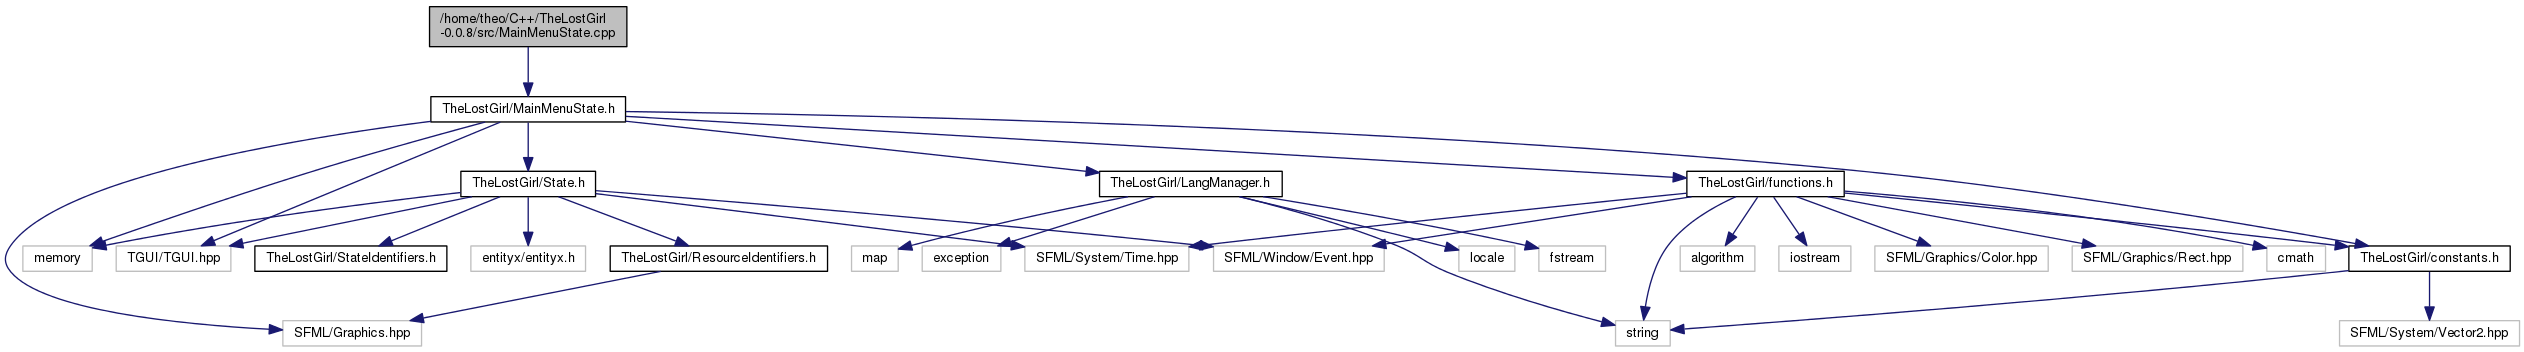 /home/theo/C++/TheLostGirl
-0.0.8/src/MainMenuState.cpp
TheLostGirl/MainMenuState.h
TheLostGirl/State.h
TheLostGirl/LangManager.h
TheLostGirl/functions.h
memory
TGUI/TGUI.hpp
TheLostGirl/StateIdentifiers.h
entityx/entityx.h
TheLostGirl/ResourceIdentifiers.h
map
exception
SFML/System/Time.hpp
SFML/Window/Event.hpp
locale
fstream
algorithm
iostream
SFML/Graphics/Color.hpp
SFML/Graphics/Rect.hpp
cmath
TheLostGirl/constants.h
SFML/Graphics.hpp
string
SFML/System/Vector2.hpp